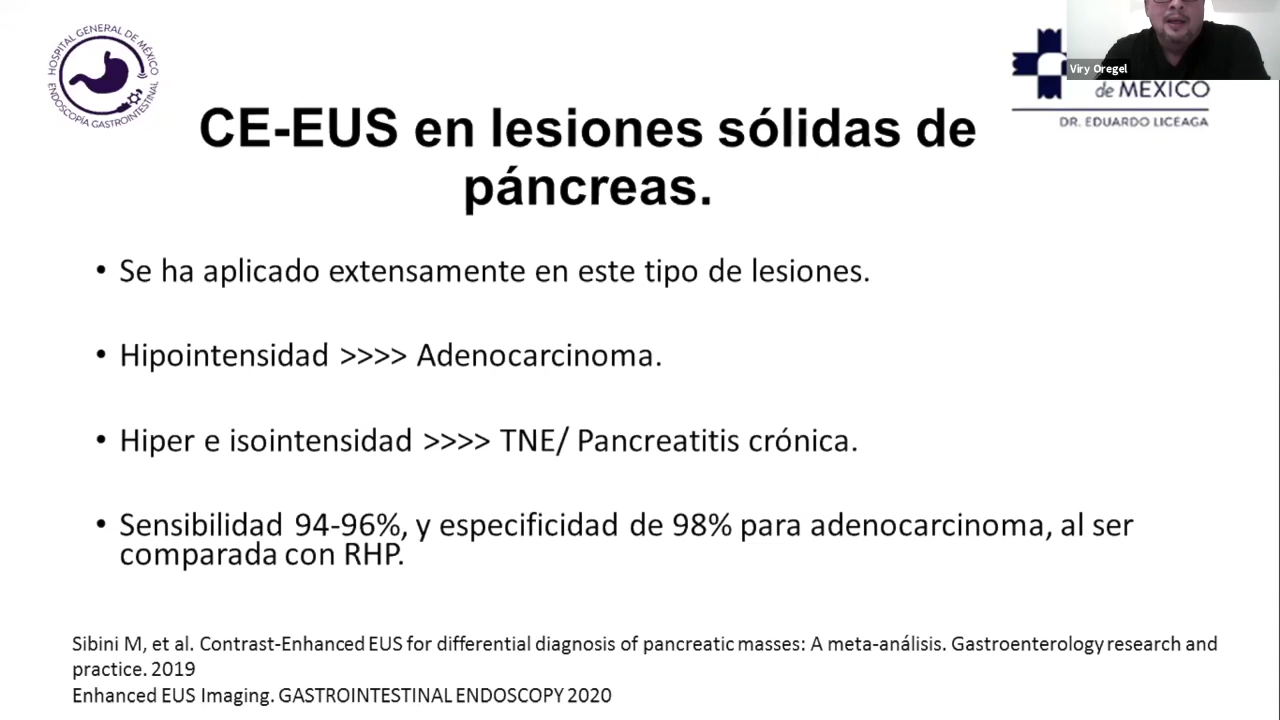 HOSPITAL GENERAL DE MÉXICO
ENDOSCOPÍA GASTROINTESTINAL
Viry Oregel
de MÉXICO
DR. EDUARDO LICEAGA
CE-EUS en lesiones sólidas de
páncreas.
• Se ha aplicado extensamente en este tipo de lesiones.
• Hipointensidad >>>> Adenocarcinoma.
• Hiper e isointensidad >>>> TNE/ Pancreatitis crónica.
• Sensibilidad 94-96%, y especificidad de 98% para adenocarcinoma, al ser
comparada con RHP.
Sibini M, et al. Contrast-Enhanced EUS for differential diagnosis of pancreatic masses: A meta-análisis. Gastroenterology research and
practice. 2019
Enhanced EUS Imaging. GASTROINTESTINAL ENDOSCOPY 2020